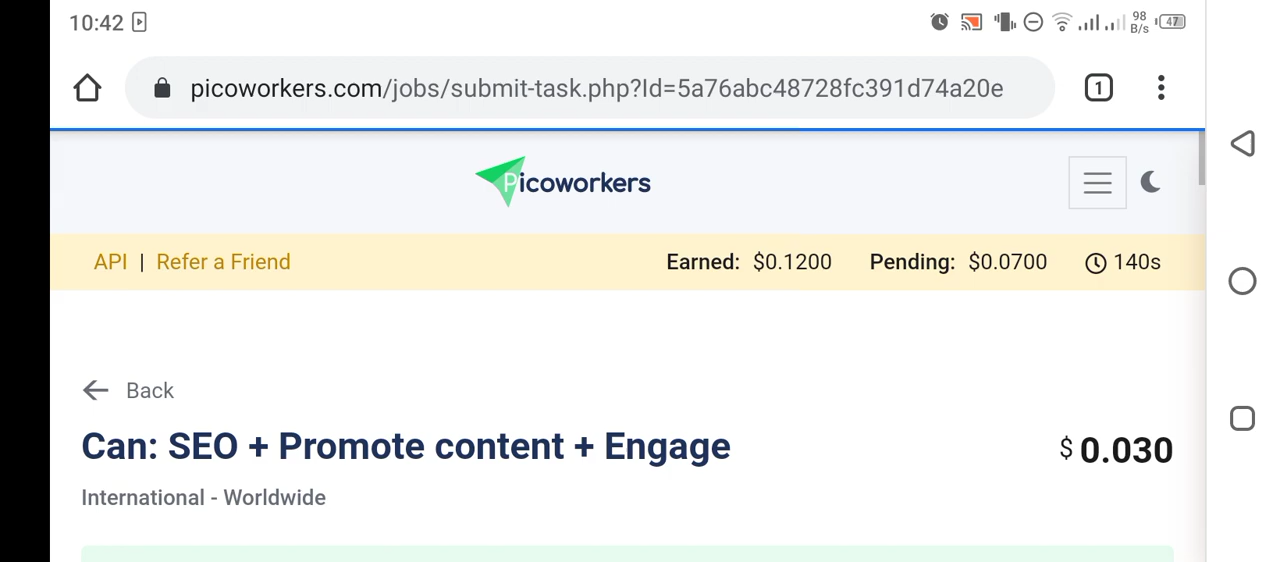 10:42 98 B/s 47
picoworkers.com/jobs/submit-task.php?Id=5a76abc48728fc391d74a20e 1
Picoworkers
API | Refer a Friend Earned: $0.1200 Pending: $0.0700 140s
Back
Can: SEO + Promote content + Engage $ 0.030
International - Worldwide